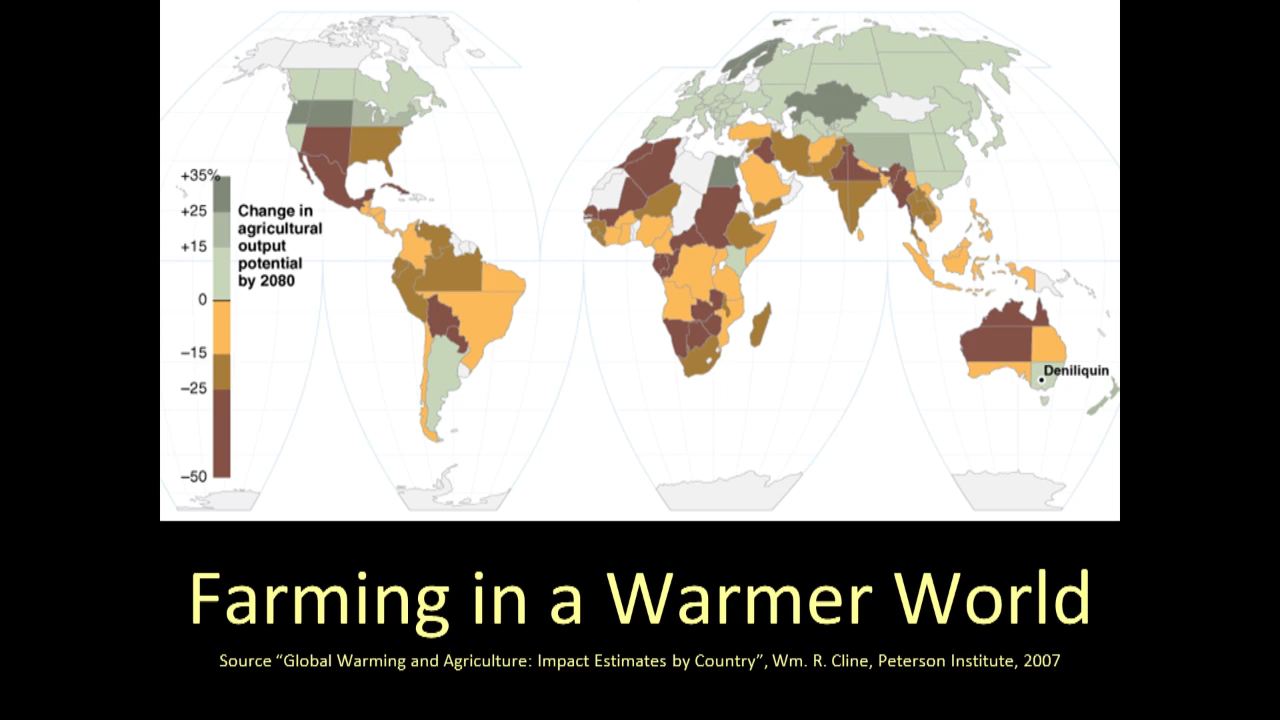 +35%
+25
+15
0
–15
–25
–50
Change in
agricultural
output
potential
by 2080
Deniliquin
Farming in a Warmer World
Source “Global Warming and Agriculture: Impact Estimates by Country”, Wm. R. Cline, Peterson Institute, 2007